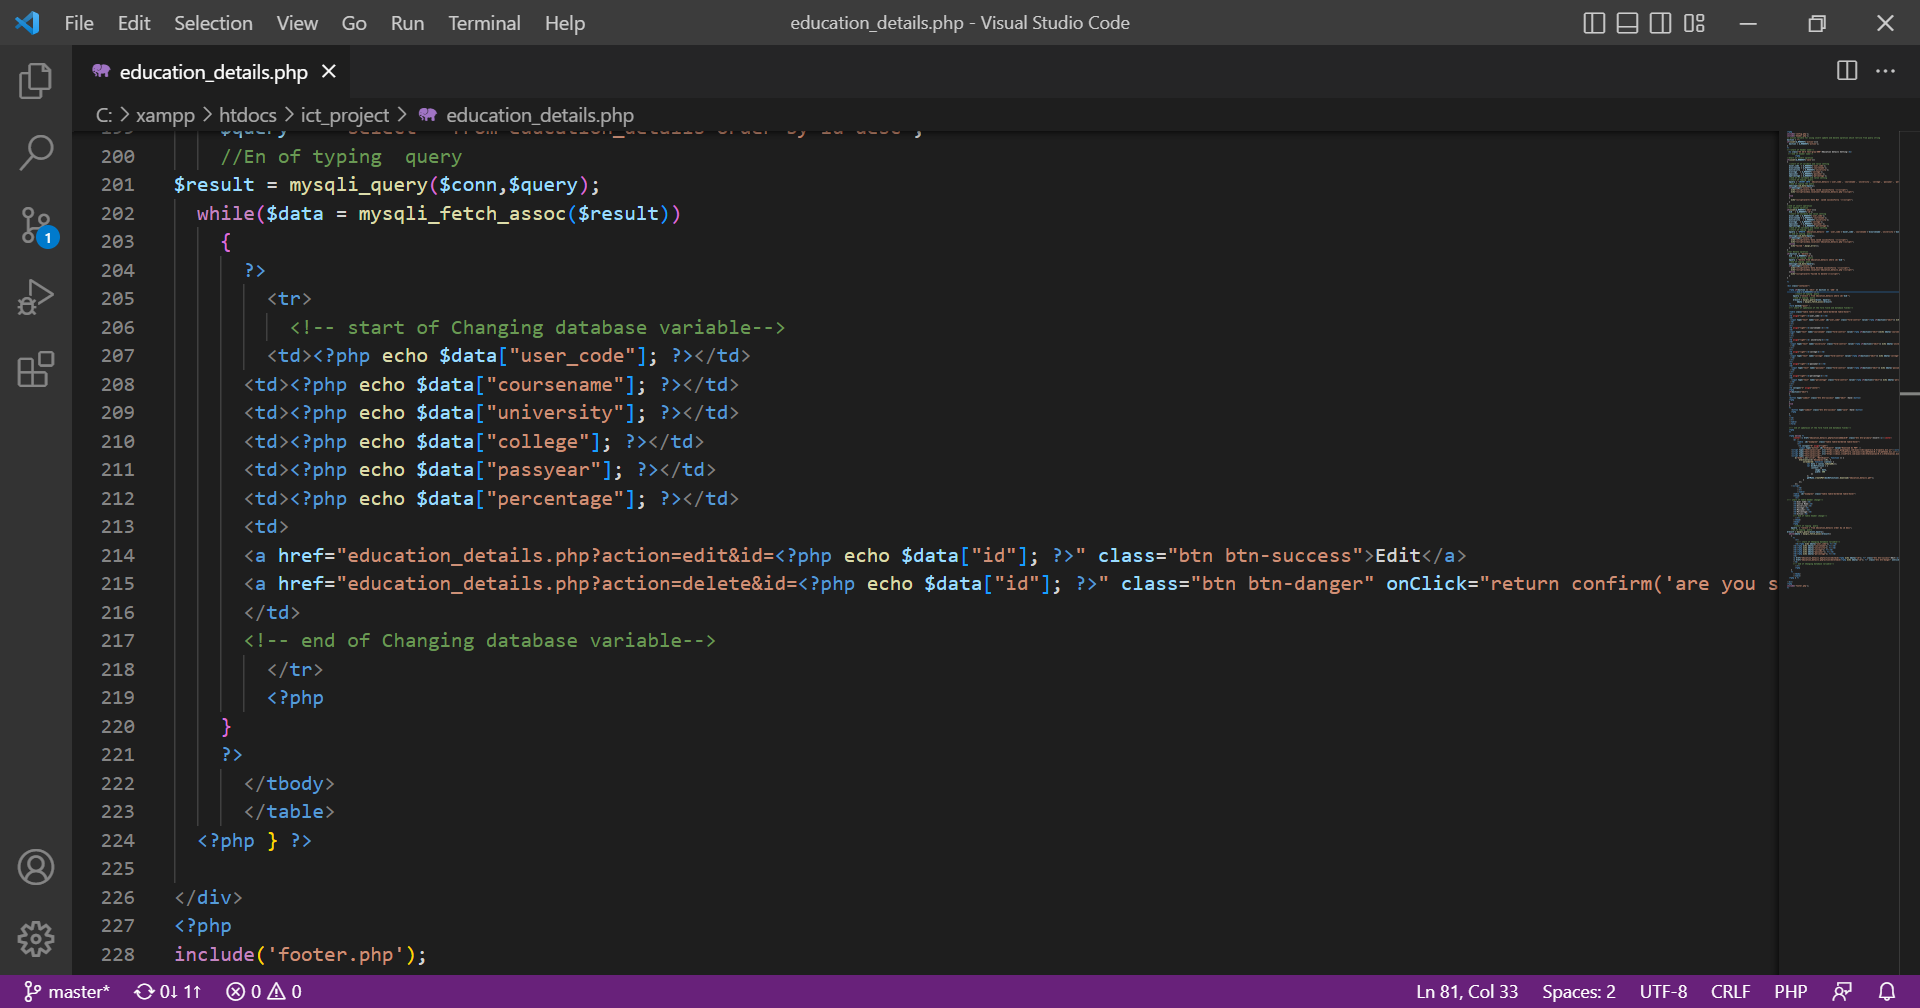 File Edit Selection View Go Run Terminal Help
education_details.php - Visual Studio Code
education_details.php
C: > xampp > htdocs > ict_project > education_details.php
200 //En of typing  query
201 $result = mysqli_query($conn,$query);
202 while($data = mysqli_fetch_assoc($result))
203 {
204 ?>
205 <tr>
206 <!-- start of Changing database variable-->
207 <td><?php echo $data["user_code"]; ?></td>
208 <td><?php echo $data["coursename"]; ?></td>
209 <td><?php echo $data["university"]; ?></td>
210 <td><?php echo $data["college"]; ?></td>
211 <td><?php echo $data["passyear"]; ?></td>
212 <td><?php echo $data["percentage"]; ?></td>
213 <td>
214 <a href="education_details.php?action=edit&id=<?php echo $data["id"]; ?>" class="btn btn-success">Edit</a>
215 <a href="education_details.php?action=delete&id=<?php echo $data["id"]; ?>" class="btn btn-danger" onClick="return confirm('are you s
216 </td>
217 <!-- end of Changing database variable-->
218 </tr>
219 <?php
220 }
221 ?>
222 </tbody>
223 </table>
224 <?php } ?>
225
226 </div>
227 <?php
228 include('footer.php');
1
master* 0↓ 1↑ 0 0
Ln 81, Col 33 Spaces: 2 UTF-8 CRLF PHP